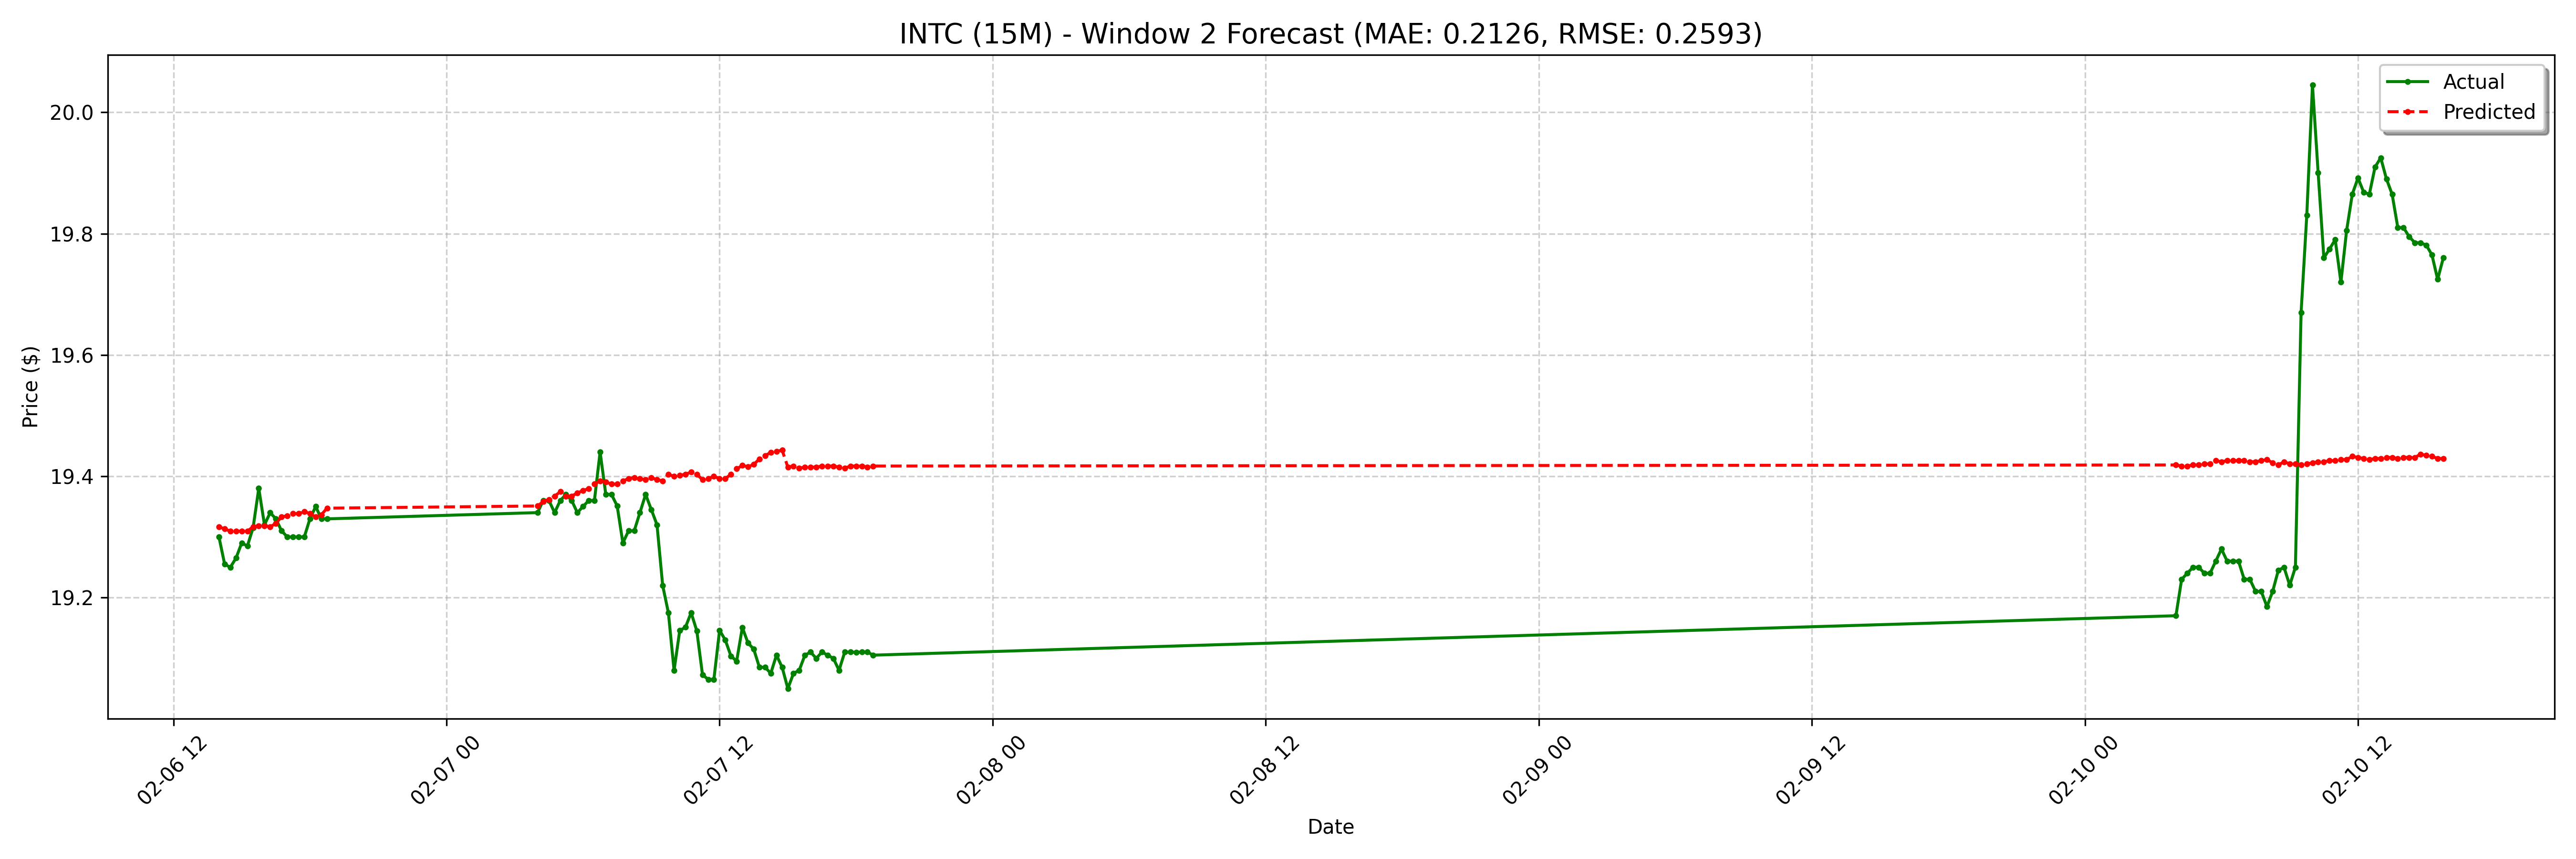 INTC (15M) - Window 2 Forecast (MAE: 0.2126, RMSE: 0.2593)
Actual
Predicted
Price ($)
20.0
19.8
19.6
19.4
19.2
02-06 12
02-07 00
02-07 12
02-08 00
02-08 12
02-09 00
02-09 12
02-10 00
02-10 12
Date